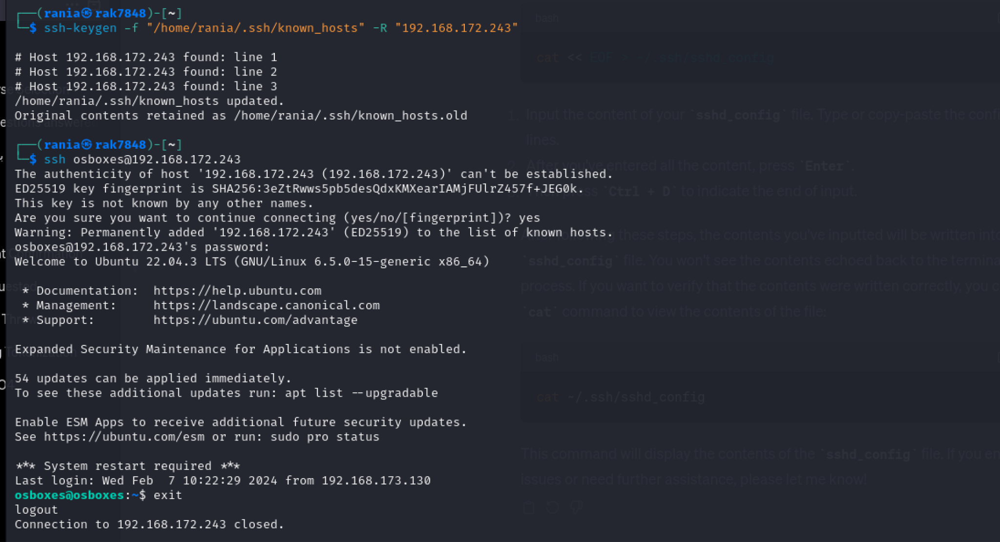 ┌──(rania㉿rak7848)-[~]
└─$ ssh-keygen -f "/home/rania/.ssh/known_hosts" -R "192.168.172.243"
# Host 192.168.172.243 found: line 1
# Host 192.168.172.243 found: line 2
# Host 192.168.172.243 found: line 3
/home/rania/.ssh/known_hosts updated.
Original contents retained as /home/rania/.ssh/known_hosts.old
┌──(rania㉿rak7848)-[~]
└─$ ssh osboxes@192.168.172.243
The authenticity of host '192.168.172.243 (192.168.172.243)' can't be established.
ED25519 key fingerprint is SHA256:3eZtRwws5pb5desQdxKMXearIAMjFUlrZ457f+JEG0k.
This key is not known by any other names.
Are you sure you want to continue connecting (yes/no/[fingerprint])? yes
Warning: Permanently added '192.168.172.243' (ED25519) to the list of known hosts.
osboxes@192.168.172.243's password:
Welcome to Ubuntu 22.04.3 LTS (GNU/Linux 6.5.0-15-generic x86_64)
* Documentation:  https://help.ubuntu.com
* Management:     https://landscape.canonical.com
* Support:        https://ubuntu.com/advantage
Expanded Security Maintenance for Applications is not enabled.
54 updates can be applied immediately.
To see these additional updates run: apt list --upgradable
Enable ESM Apps to receive additional future security updates.
See https://ubuntu.com/esm or run: sudo pro status
*** System restart required ***
Last login: Wed Feb  7 10:22:29 2024 from 192.168.173.130
osboxes@osboxes:~$ exit
logout
Connection to 192.168.172.243 closed.
bash
cat << EOF > ~/.ssh/sshd_config
1. Input the content of your `sshd_config` file. Type or copy-paste the
lines.
After you've entered all the content, press `Enter`.
press `Ctrl + D` to indicate the end of input.
these steps, the contents you've inputted will be written
`sshd_config` file. You won't see the contents echoed back to the
process. If you want to verify that the contents were written correctly, you
`cat` command to view the contents of the file:
bash
cat ~/.ssh/sshd_config
This command will display the contents of the `sshd_config` file. If you
issues or need further assistance, please let me know!